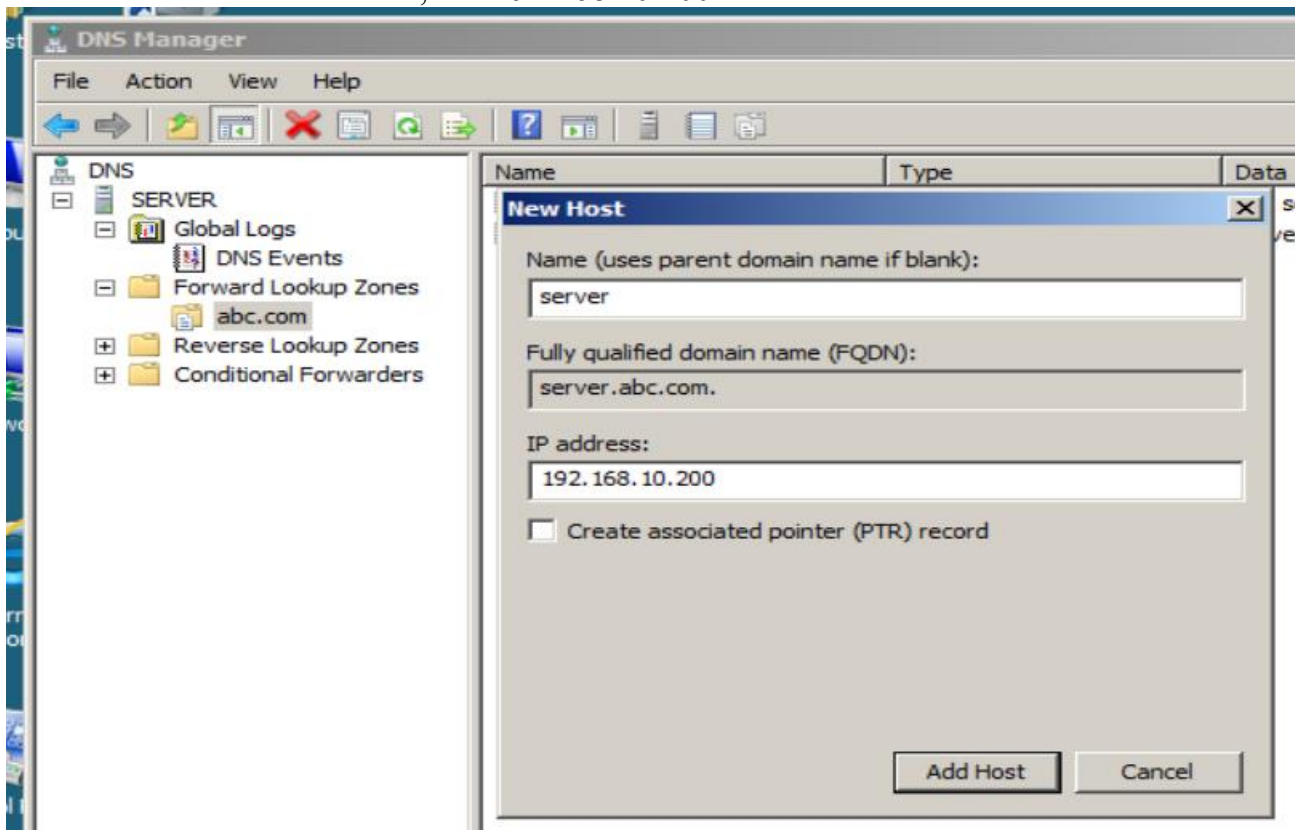 DNS Manager
File Action View Help
DNS
SERVER
Global Logs
DNS Events
Forward Lookup Zones
abc.com
Reverse Lookup Zones
Conditional Forwarders
Name Type Data
New Host
Name (uses parent domain name if blank):
server
Fully qualified domain name (FQDN):
server.abc.com.
IP address:
192.168.10.200
Create associated pointer (PTR) record
Add Host Cancel